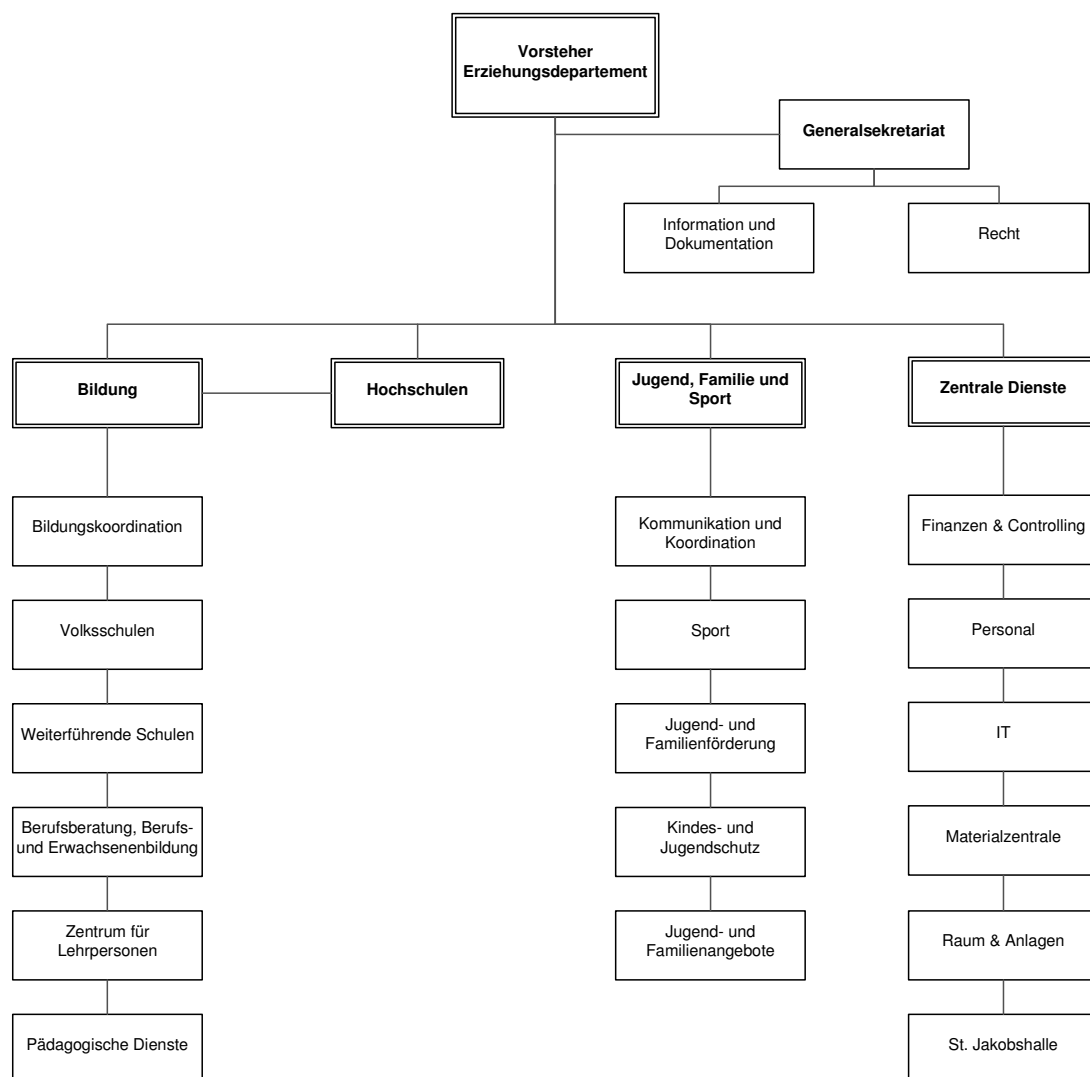 Vorsteher
Erziehungsdepartement
Generalsekretariat
Information und
Dokumentation
Recht
Bildung
Hochschulen
Jugend, Familie und
Sport
Zentrale Dienste
Bildungskoordination
Kommunikation und
Koordination
Finanzen & Controlling
Volksschulen
Sport
Personal
Weiterführende Schulen
Jugend- und
Familienförderung
IT
Berufsberatung, Berufs-
und Erwachsenenbildung
Kindes- und
Jugendschutz
Materialzentrale
Zentrum für
Lehrpersonen
Jugend- und
Familienangebote
Raum & Anlagen
Pädagogische Dienste
St. Jakobshalle